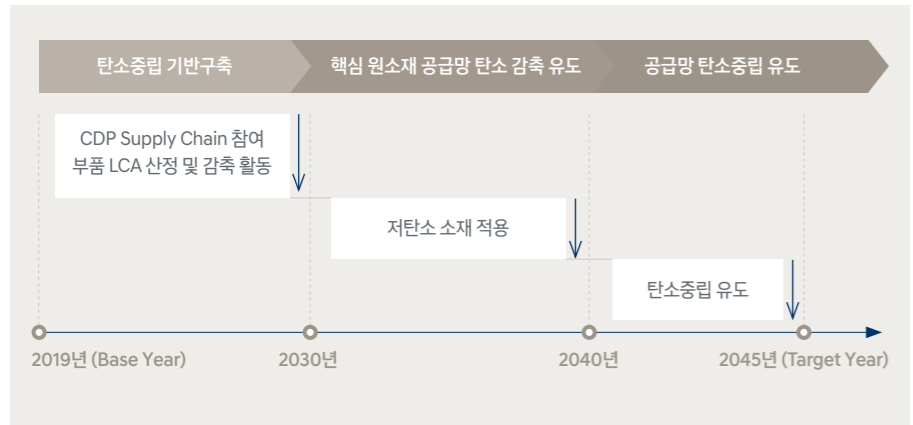 탄소중립 기반구축
핵심 원소재 공급망 탄소 감축 유도
공급망 탄소중립 유도
CDP Supply Chain 참여
부품 LCA 산정 및 감축 활동
저탄소 소재 적용
탄소중립 유도
2019년 (Base Year)
2030년
2040년
2045년 (Target Year)